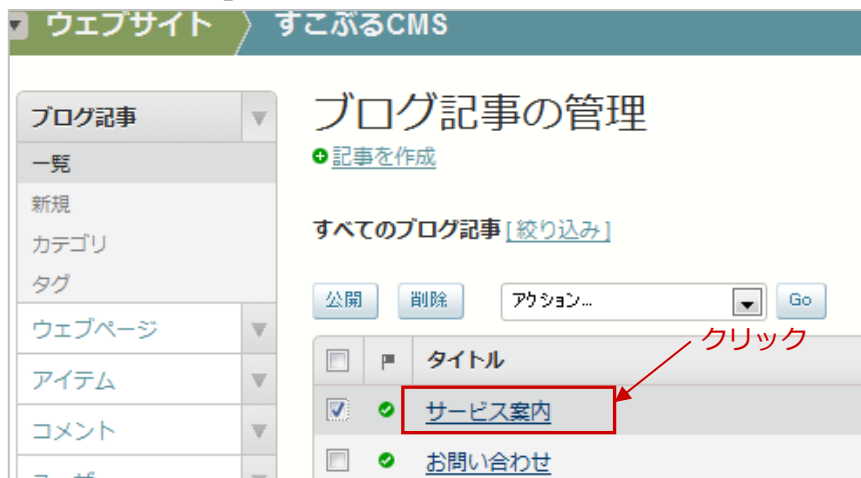 ウェブサイト すこぶるCMS
ブログ記事
一覧
新規
カテゴリ
タグ
ウェブページ
アイテム
コメント
ブログ記事の管理
記事を作成
すべてのブログ記事 [絞り込み]
公開 削除 アクション... Go
クリック
タイトル
サービス案内
お問い合わせ